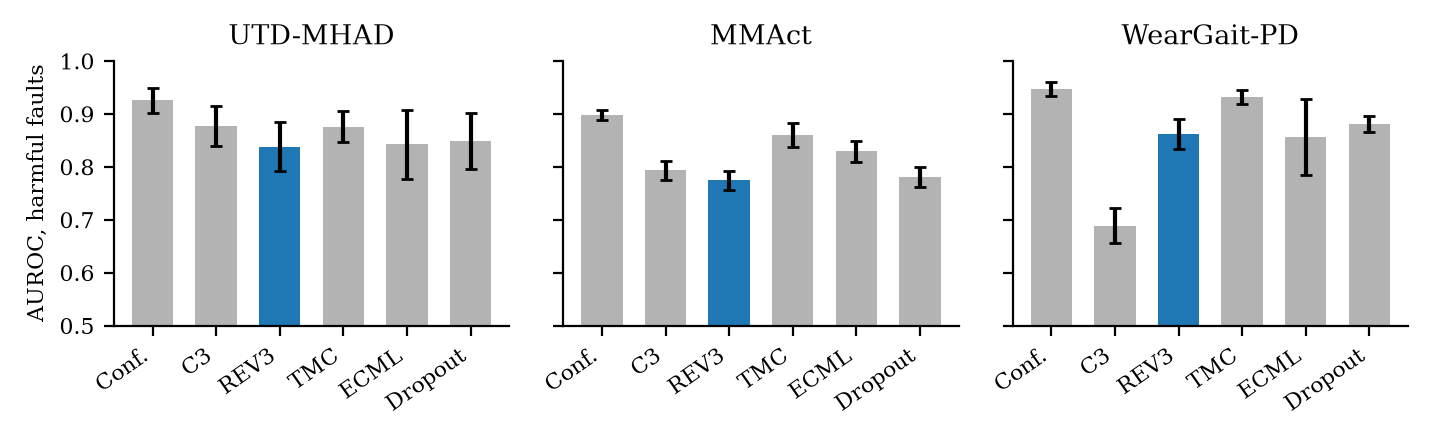 UTD-MHAD
MMAct
WearGait-PD
AUROC, harmful faults
1.0
0.9
0.8
0.7
0.6
0.5
Conf.
C3
REV3
TMC
ECML
Dropout
Conf.
C3
REV3
TMC
ECML
Dropout
Conf.
C3
REV3
TMC
ECML
Dropout